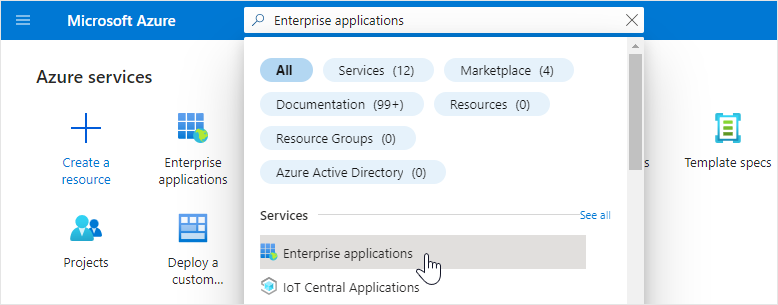 Microsoft Azure
Enterprise applications
Azure services
All
Services (12)
Marketplace (4)
Documentation (99+)
Resources (0)
Resource Groups (0)
Azure Active Directory (0)
Create a
resource
Enterprise
applications
Template specs
Services
See all
Enterprise applications
IoT Central Applications
Projects
Deploy a
custom...